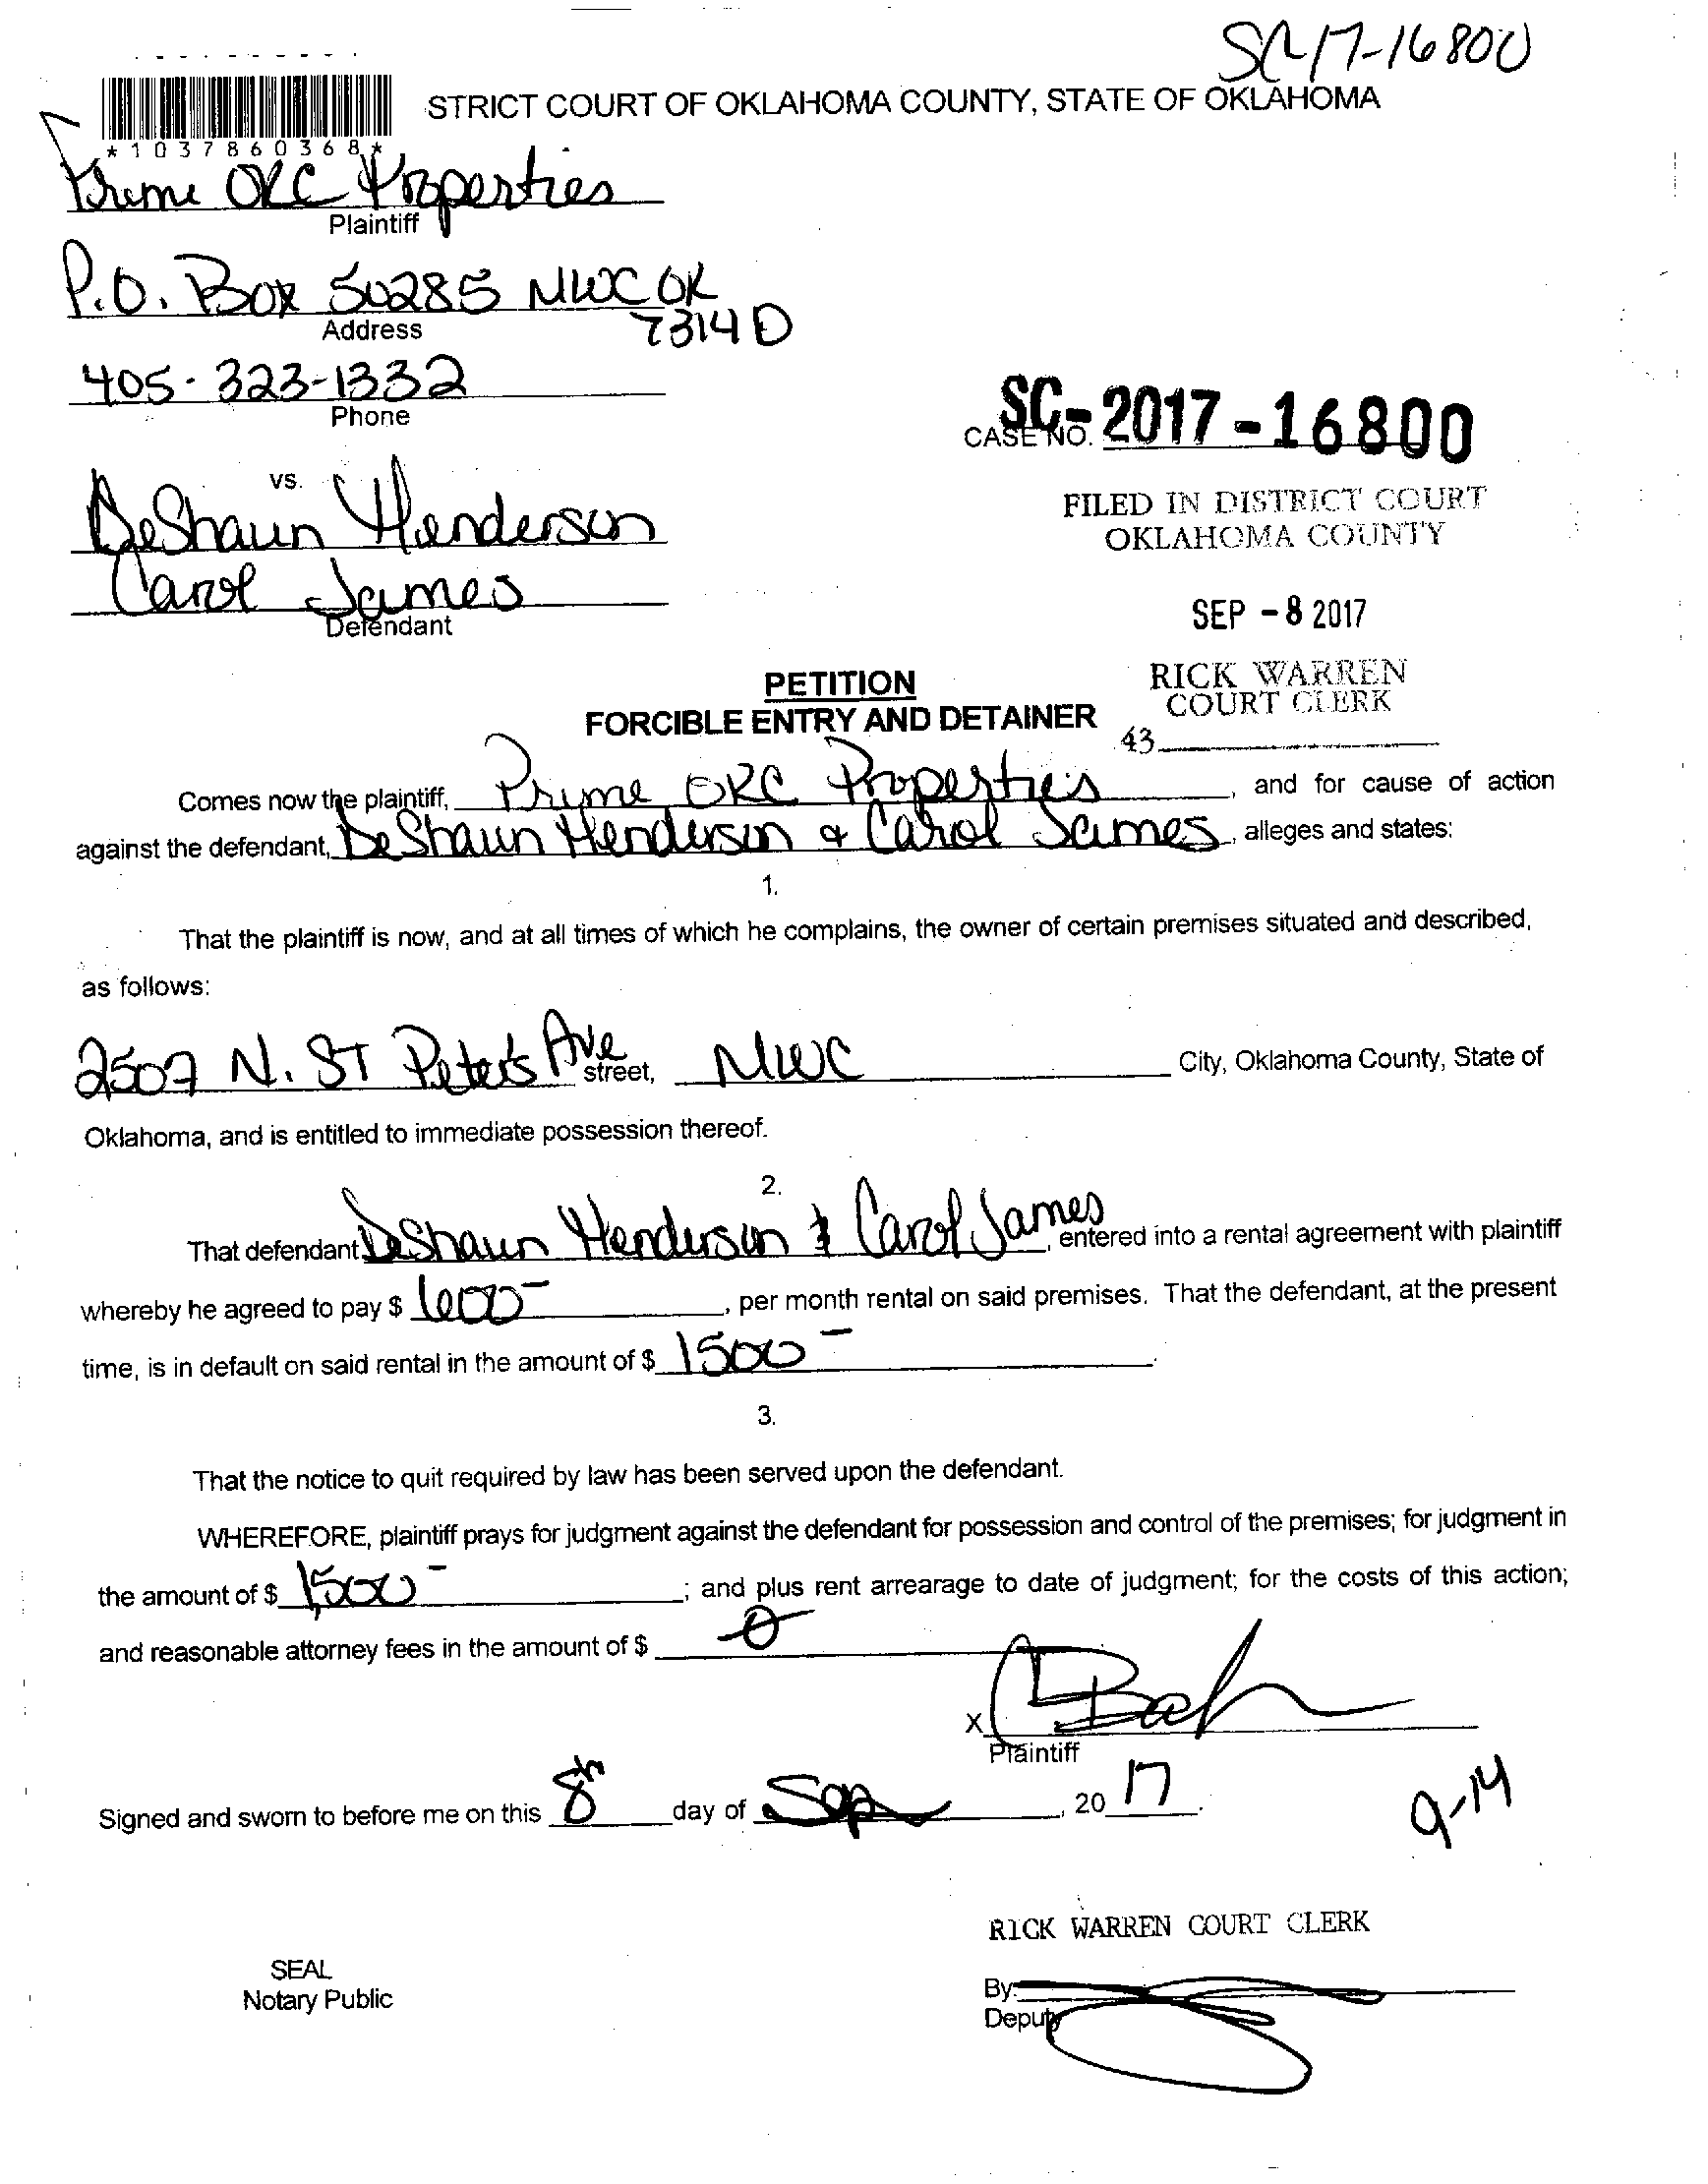 SC-17-16800
STRICT COURT OF OKLAHOMA COUNTY, STATE OF OKLAHOMA
*1037860368*
Prime OKC Properties
Plaintiff
P.O. Box 50285 MWC OK
73140
Address
405-323-1332
Phone
SC-2017-16800
CASE NO.
vs.
FILED IN DISTRICT COURT
OKLAHOMA COUNTY
DeShaun Henderson
Carol James
Defendant
SEP -8 2017
RICK WARREN
COURT CLERK
43
PETITION
FORCIBLE ENTRY AND DETAINER
Comes now the plaintiff, Prime OKC Properties, and for cause of action
against the defendant, DeShaun Henderson & Carol James, alleges and states:
1.
That the plaintiff is now, and at all times of which he complains, the owner of certain premises situated and described,
as follows:
2507 N. ST Peter's Ave street, MWC City, Oklahoma County, State of
Oklahoma, and is entitled to immediate possession thereof.
2.
That defendant DeShaun Henderson & Carol James, entered into a rental agreement with plaintiff
whereby he agreed to pay $ 600-, per month rental on said premises. That the defendant, at the present
time, is in default on said rental in the amount of $ 1500-
3.
That the notice to quit required by law has been served upon the defendant.
WHEREFORE, plaintiff prays for judgment against the defendant for possession and control of the premises; for judgment in
the amount of $ 1,500-; and plus rent arrearage to date of judgment; for the costs of this action;
and reasonable attorney fees in the amount of $ 0
X
Plaintiff
Signed and sworn to before me on this 8th day of Sep, 2017.
9-14
RICK WARREN COURT CLERK
SEAL
Notary Public
By:
Deputy